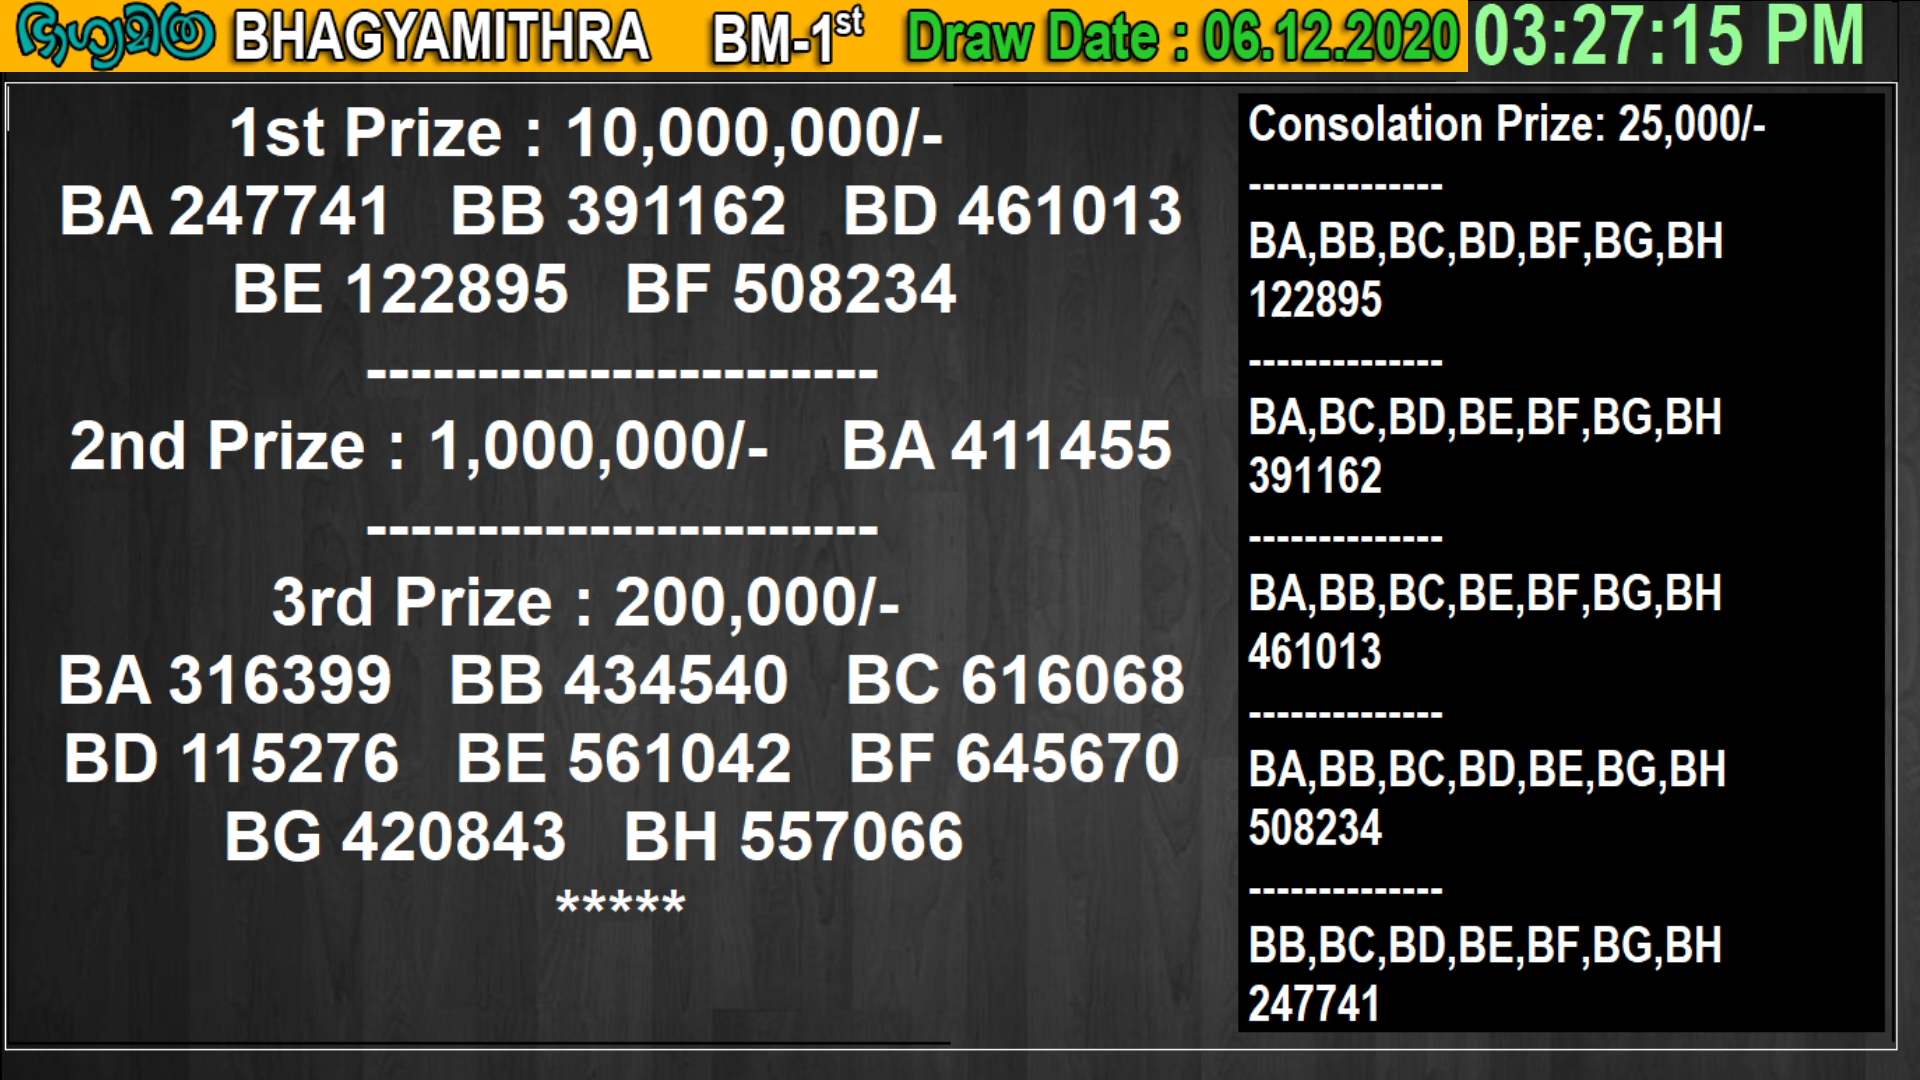 ഭാഗ്യമിത്ര BHAGYAMITHRA BM-1st Draw Date : 06.12.2020 03:27:15 PM
1st Prize : 10,000,000/-
BA 247741 BB 391162 BD 461013
BE 122895 BF 508234
-----------------------
2nd Prize : 1,000,000/- BA 411455
-----------------------
3rd Prize : 200,000/-
BA 316399 BB 434540 BC 616068
BD 115276 BE 561042 BF 645670
BG 420843 BH 557066
*****
Consolation Prize: 25,000/-
--------------
BA,BB,BC,BD,BF,BG,BH
122895
--------------
BA,BC,BD,BE,BF,BG,BH
391162
--------------
BA,BB,BC,BE,BF,BG,BH
461013
--------------
BA,BB,BC,BD,BE,BG,BH
508234
--------------
BB,BC,BD,BE,BF,BG,BH
247741